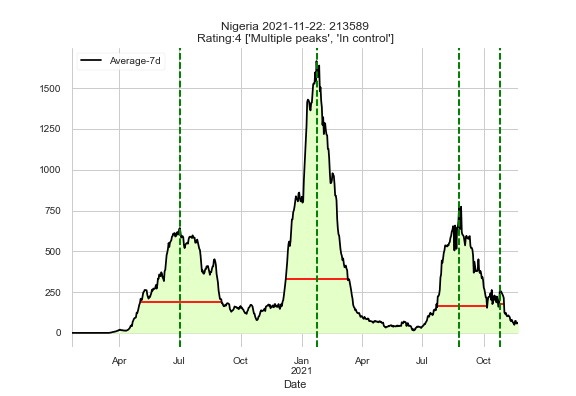 Nigeria 2021-11-22: 213589
Rating:4 ['Multiple peaks', 'In control']
Average-7d
1500
1250
1000
750
500
250
0
Apr Jul Oct Jan Apr Jul Oct
2021
Date